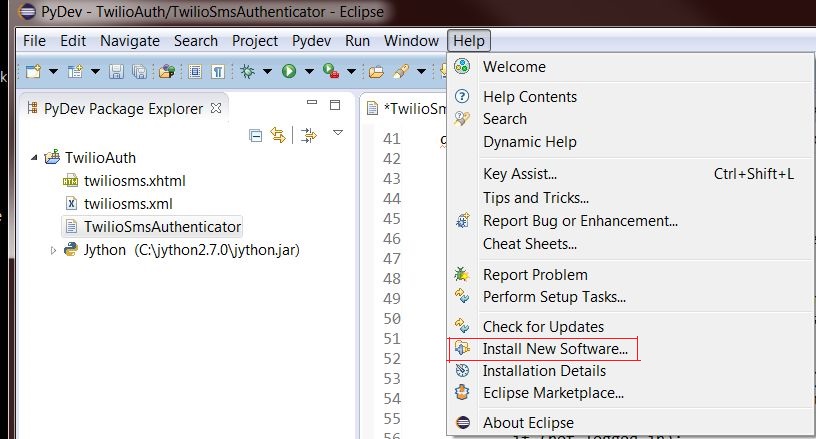 PyDev - TwilioAuth/TwilioSmsAuthenticator - Eclipse
File Edit Navigate Search Project Pydev Run Window Help
PyDev Package Explorer
TwilioAuth
twiliosms.xhtml
twiliosms.xml
TwilioSmsAuthenticator
Jython (C:\jython2.7.0\jython.jar)
*TwilioSm
41
42
43
44
45
46
47
48
49
50
51
52
53
54
55
56
Welcome
Help Contents
Search
Dynamic Help
Key Assist... Ctrl+Shift+L
Tips and Tricks...
Report Bug or Enhancement...
Cheat Sheets...
Report Problem
Perform Setup Tasks...
Check for Updates
Install New Software...
Installation Details
Eclipse Marketplace...
About Eclipse